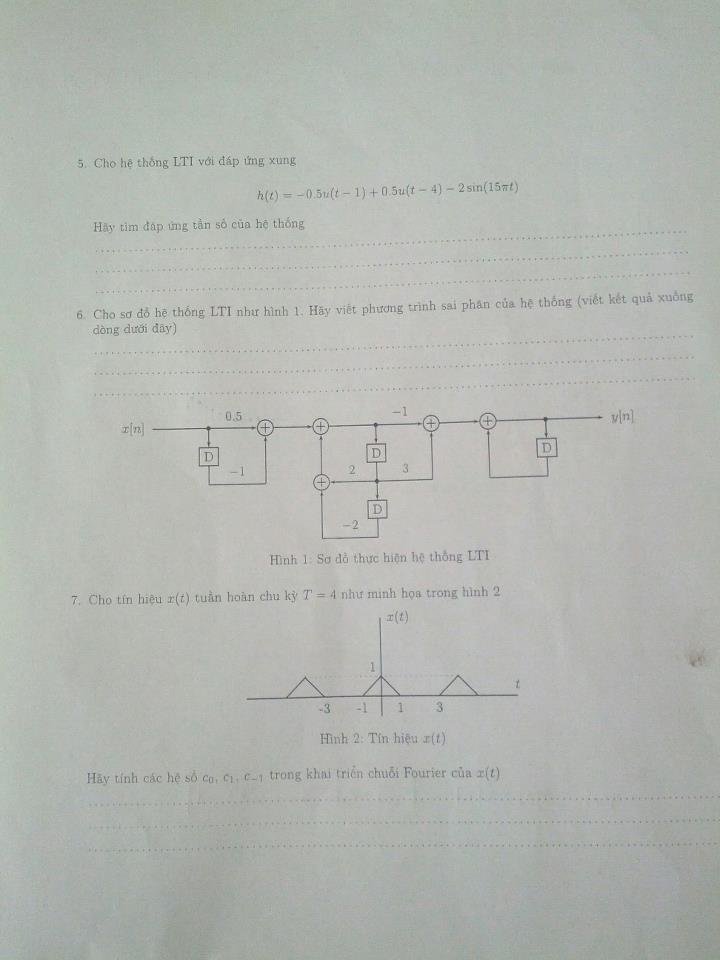 5. Cho hệ thống LTI với đáp ứng xung
h(t) = −0.5u(t − 1) + 0.5u(t − 4) − 2 sin(15πt)
Hãy tìm đáp ứng tần số của hệ thống
6. Cho sơ đồ hệ thống LTI như hình 1. Hãy viết phương trình sai phân của hệ thống (viết kết quả xuống
dòng dưới đây)
x[n] 0.5 + + −1 + + y[n]
D −1 D D
+ 2 3
D
−2
Hình 1: Sơ đồ thực hiện hệ thống LTI
7. Cho tín hiệu x(t) tuần hoàn chu kỳ T = 4 như minh họa trong hình 2
x(t)
1
t
-3 -1 1 3
Hình 2: Tín hiệu x(t)
Hãy tính các hệ số c₀, c₁, c₋₁ trong khai triển chuỗi Fourier của x(t)